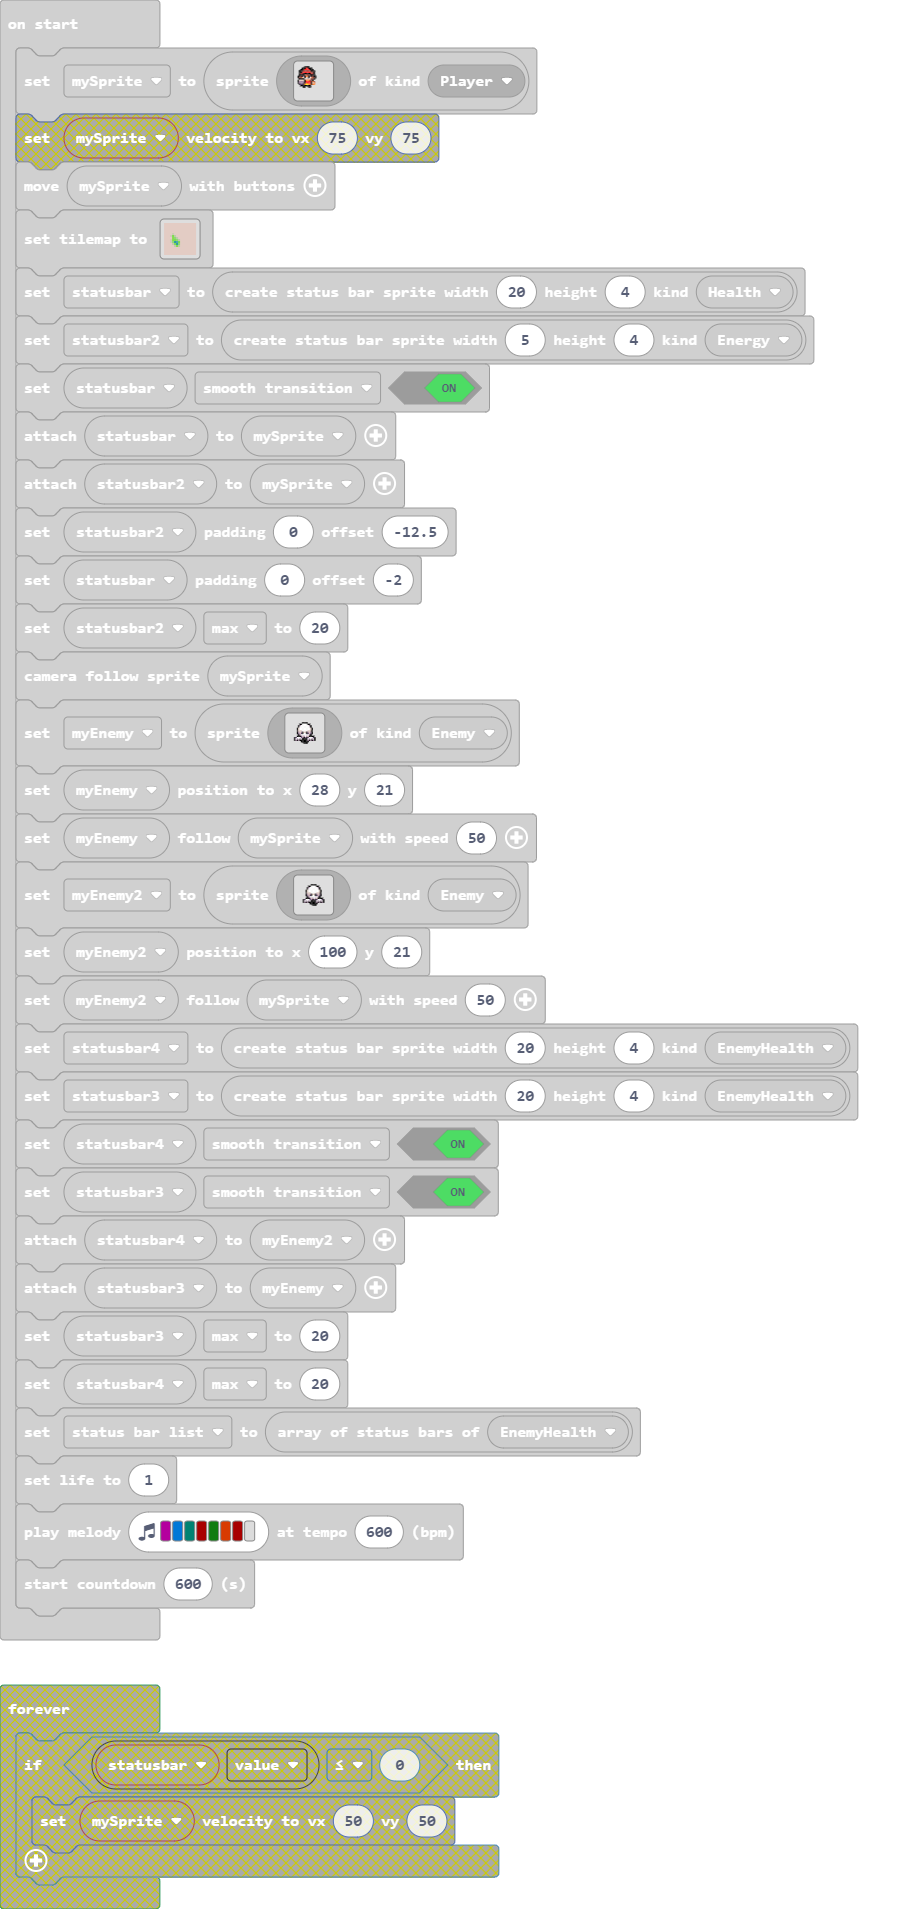 on start
set mySprite to sprite of kind Player
set mySprite velocity to vx 75 vy 75
move mySprite with buttons
set tilemap to
set statusbar to create status bar sprite width 20 height 4 kind Health
set statusbar2 to create status bar sprite width 5 height 4 kind Energy
set statusbar smooth transition ON
attach statusbar to mySprite
attach statusbar2 to mySprite
set statusbar2 padding 0 offset -12.5
set statusbar padding 0 offset -2
set statusbar2 max to 20
camera follow sprite mySprite
set myEnemy to sprite of kind Enemy
set myEnemy position to x 28 y 21
set myEnemy follow mySprite with speed 50
set myEnemy2 to sprite of kind Enemy
set myEnemy2 position to x 100 y 21
set myEnemy2 follow mySprite with speed 50
set statusbar4 to create status bar sprite width 20 height 4 kind EnemyHealth
set statusbar3 to create status bar sprite width 20 height 4 kind EnemyHealth
set statusbar4 smooth transition ON
set statusbar3 smooth transition ON
attach statusbar4 to myEnemy2
attach statusbar3 to myEnemy
set statusbar3 max to 20
set statusbar4 max to 20
set status bar list to array of status bars of EnemyHealth
set life to 1
play melody at tempo 600 (bpm)
start countdown 600 (s)
forever
if statusbar value ≤ 0 then
set mySprite velocity to vx 50 vy 50